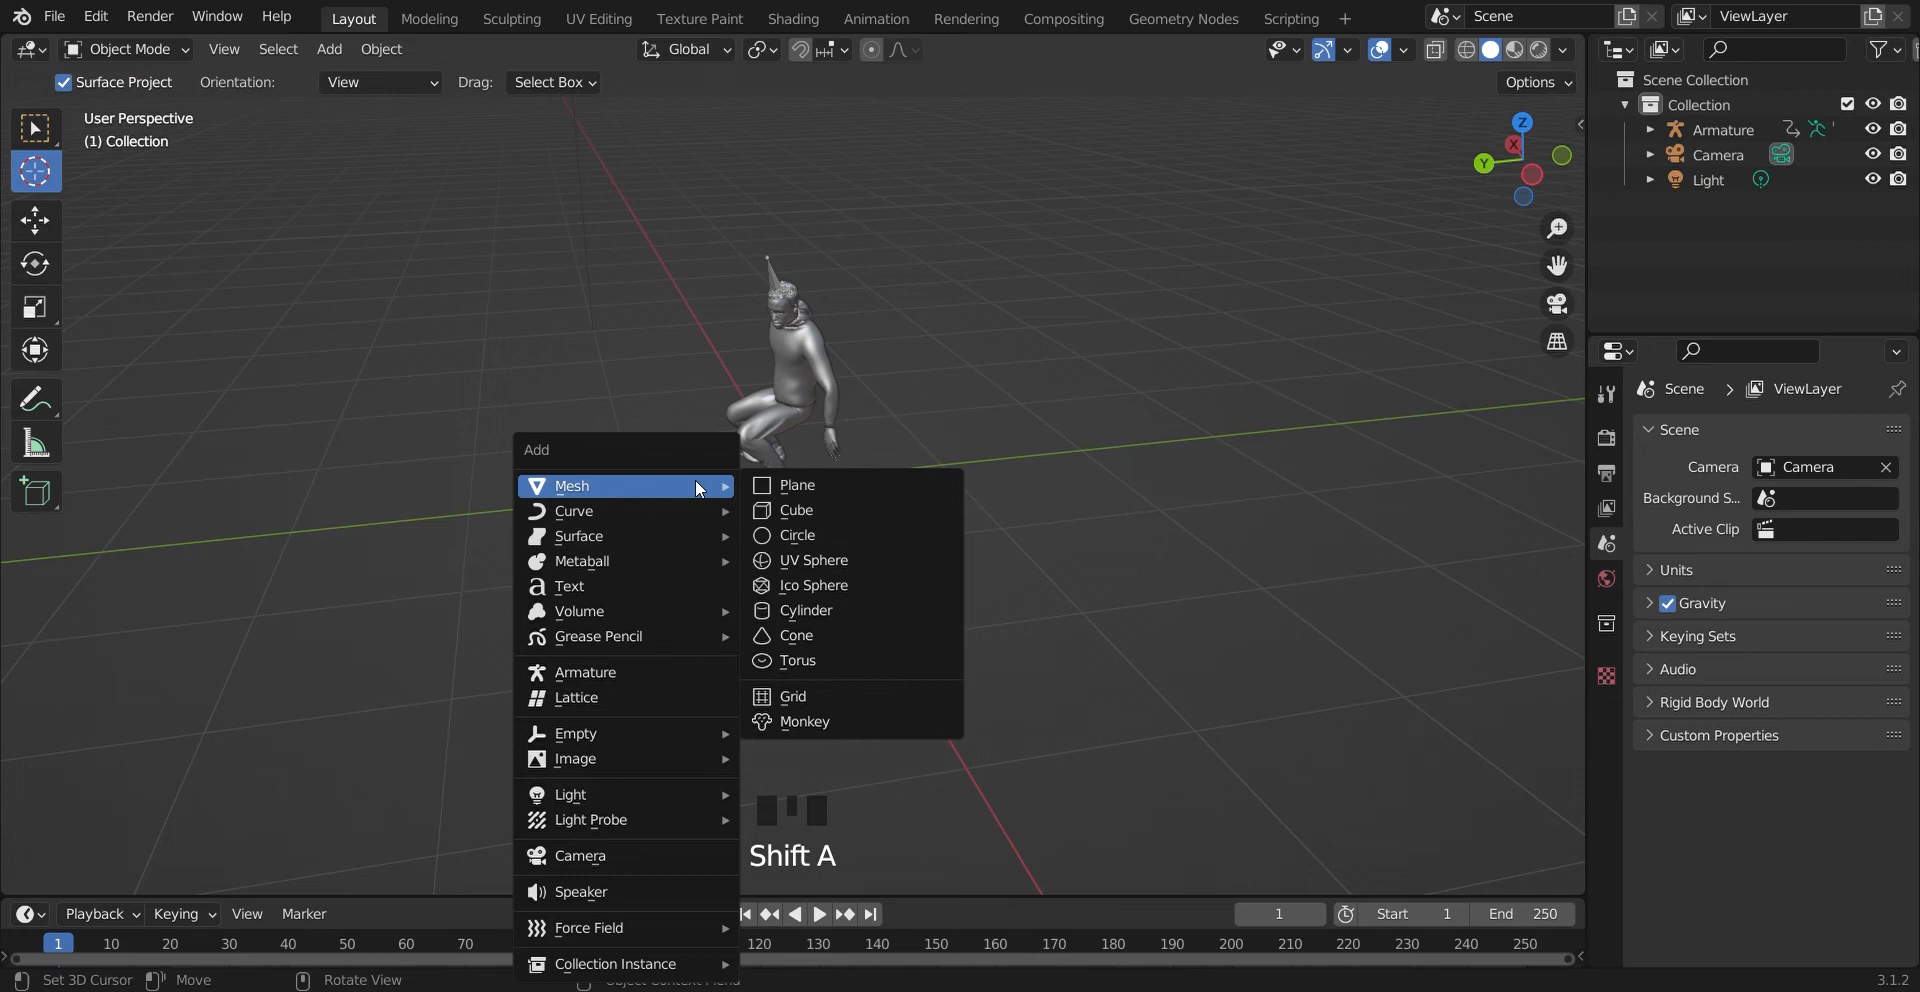 File Edit Render Window Help Layout Modeling Sculpting UV Editing Texture Paint Shading Animation Rendering Compositing Geometry Nodes Scripting + Scene ViewLayer
Object Mode View Select Add Object Global
Surface Project Orientation: View Drag: Select Box Options
User Perspective
(1) Collection
Z
X
Y
Scene Collection
Collection
Armature
Camera
Light
Scene ViewLayer
Scene
Camera Camera
Background S...
Active Clip
Units
Gravity
Keying Sets
Audio
Rigid Body World
Custom Properties
Add
Mesh
Curve
Surface
Metaball
Text
Volume
Grease Pencil
Armature
Lattice
Empty
Image
Light
Light Probe
Camera
Speaker
Force Field
Collection Instance
Plane
Cube
Circle
UV Sphere
Ico Sphere
Cylinder
Cone
Torus
Grid
Monkey
Shift A
Playback Keying View Marker 1 Start 1 End 250
1 10 20 30 40 50 60 70 120 130 140 150 160 170 180 190 200 210 220 230 240 250
Set 3D Cursor Move Rotate View 3.1.2